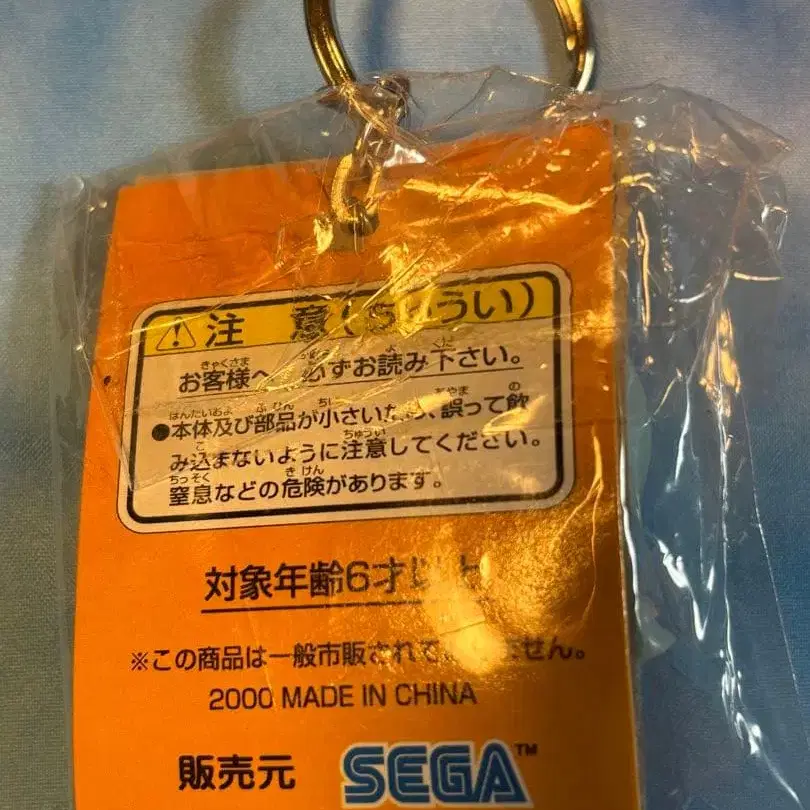 ⚠注 意(ちゅうい)
お客様へ、必ずお読み下さい。
●本体及び部品が小さいため、誤って飲
み込まないように注意してください。
窒息などの危険があります。
対象年齢6才以上
※この商品は一般市販されておりません。
2000 MADE IN CHINA
販売元 SEGA™